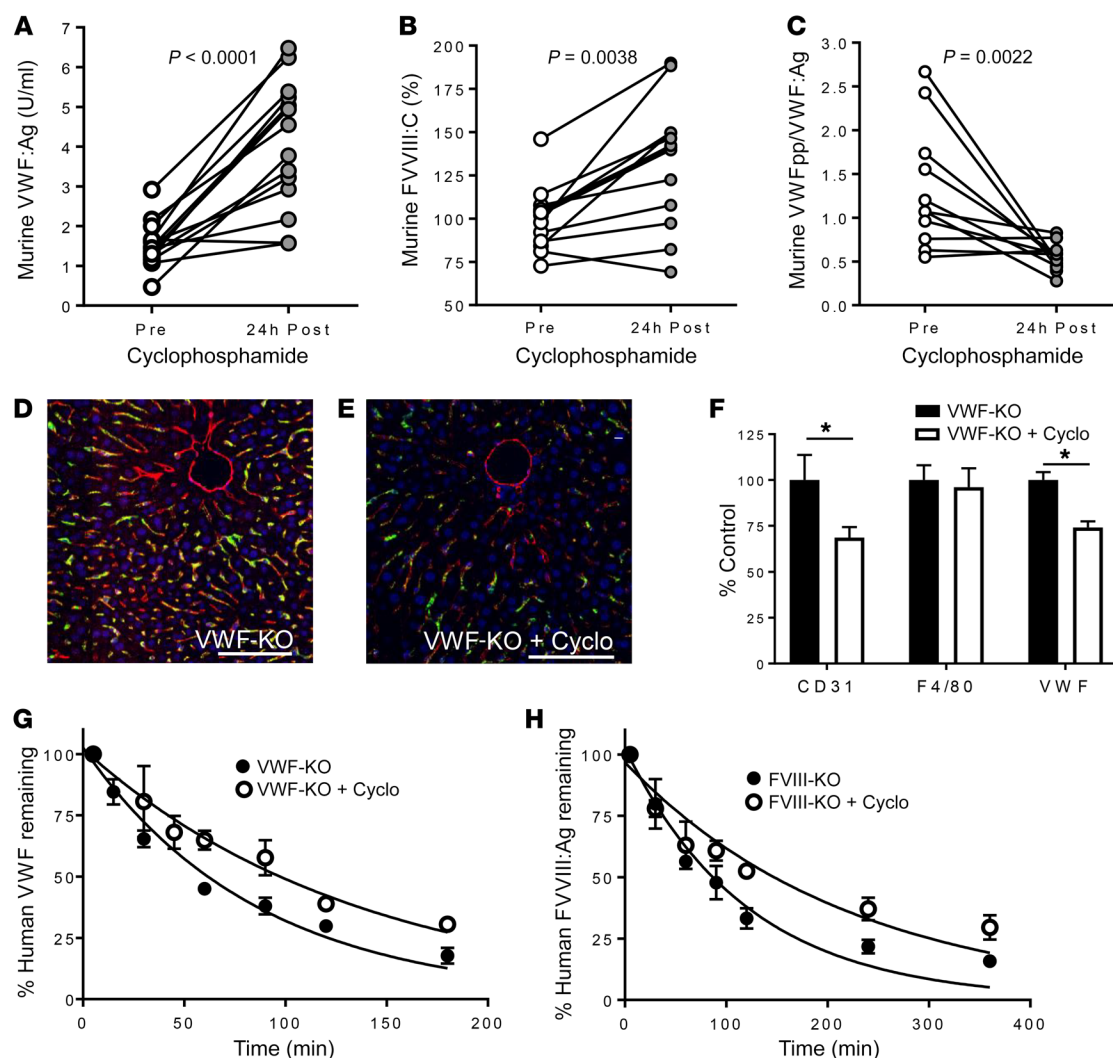 A
Murine VWF:Ag (U/ml)
7
6
5
4
3
2
1
0
P < 0.0001
Pre
24h Post
Cyclophosphamide
B
Murine FVIII:C (%)
200
175
150
125
100
75
50
P = 0.0038
Pre
24h Post
Cyclophosphamide
C
Murine VWFpp/VWF:Ag
3.0
2.5
2.0
1.5
1.0
0.5
0.0
P = 0.0022
Pre
24h Post
Cyclophosphamide
D
VWF-KO
E
VWF-KO + Cyclo
F
VWF-KO
VWF-KO + Cyclo
% Control
125
100
75
50
25
0
*
*
CD31
F4/80
VWF
G
% Human VWF remaining
100
75
50
25
0
VWF-KO
VWF-KO + Cyclo
0
50
100
150
200
Time (min)
H
% Human FVVIII:Ag remaining
100
75
50
25
0
FVIII-KO
FVIII-KO + Cyclo
0
100
200
300
400
Time (min)